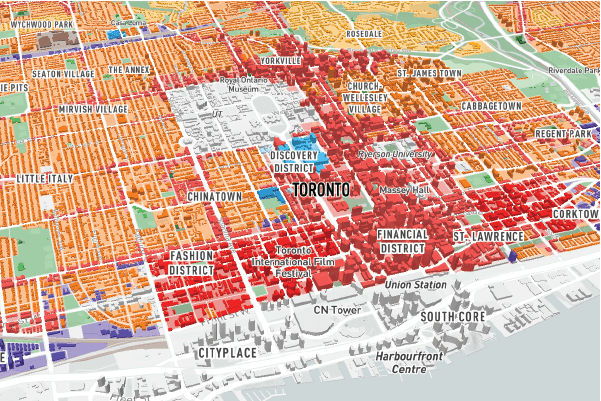 WYCHWOOD PARK
Casa Loma
ROSEDALE
SEATON VILLAGE
THE ANNEX
YORKVILLE
Royal Ontario
Museum
ST. JAMES TOWN
Riverdale Park
CHURCH-
WELLESLEY
VILLAGE
IE-PITS
MIRVISH VILLAGE
UT
CABBAGETOWN
REGENT PARK
DISCOVERY
DISTRICT
Ryerson University
LITTLE ITALY
CHINATOWN
TORONTO
Massey Hall
CORKTOW
FASHION
DISTRICT
Toronto
International Film
Festival
FINANCIAL
DISTRICT
ST. LAWRENCE
Union Station
CN Tower
SOUTH CORE
CITYPLACE
Harbourfront
Centre
E